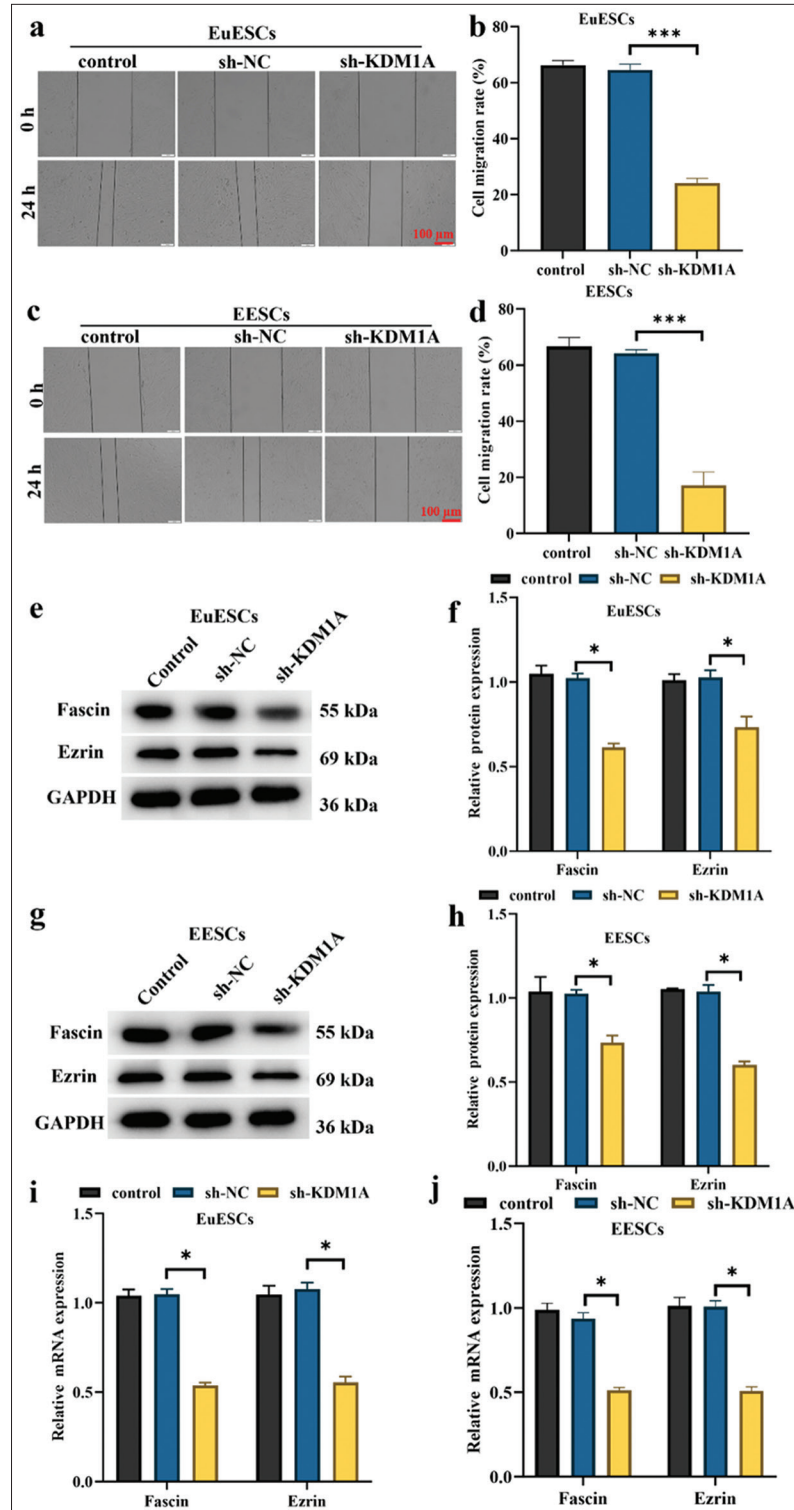 a
EuESCs
control sh-NC sh-KDM1A
0 h
24 h
100 µm
b
EuESCs
***
Cell migration rate (%)
80
60
40
20
0
control sh-NC sh-KDM1A
c
EESCs
control sh-NC sh-KDM1A
0 h
24 h
100 µm
d
EESCs
***
Cell migration rate (%)
80
60
40
20
0
control sh-NC sh-KDM1A
e
EuESCs
Control sh-NC sh-KDM1A
Fascin 55 kDa
Ezrin 69 kDa
GAPDH 36 kDa
control sh-NC sh-KDM1A
f
EuESCs
* *
Relative protein expression
1.5
1.0
0.5
0.0
Fascin Ezrin
g
EESCs
Control sh-NC sh-KDM1A
Fascin 55 kDa
Ezrin 69 kDa
GAPDH 36 kDa
control sh-NC sh-KDM1A
h
EESCs
* *
Relative protein expression
1.5
1.0
0.5
0.0
Fascin Ezrin
i
control sh-NC sh-KDM1A
EuESCs
* *
Relative mRNA expression
1.5
1.0
0.5
0.0
Fascin Ezrin
j
control sh-NC sh-KDM1A
EESCs
* *
Relative mRNA expression
1.5
1.0
0.5
0.0
Fascin Ezrin